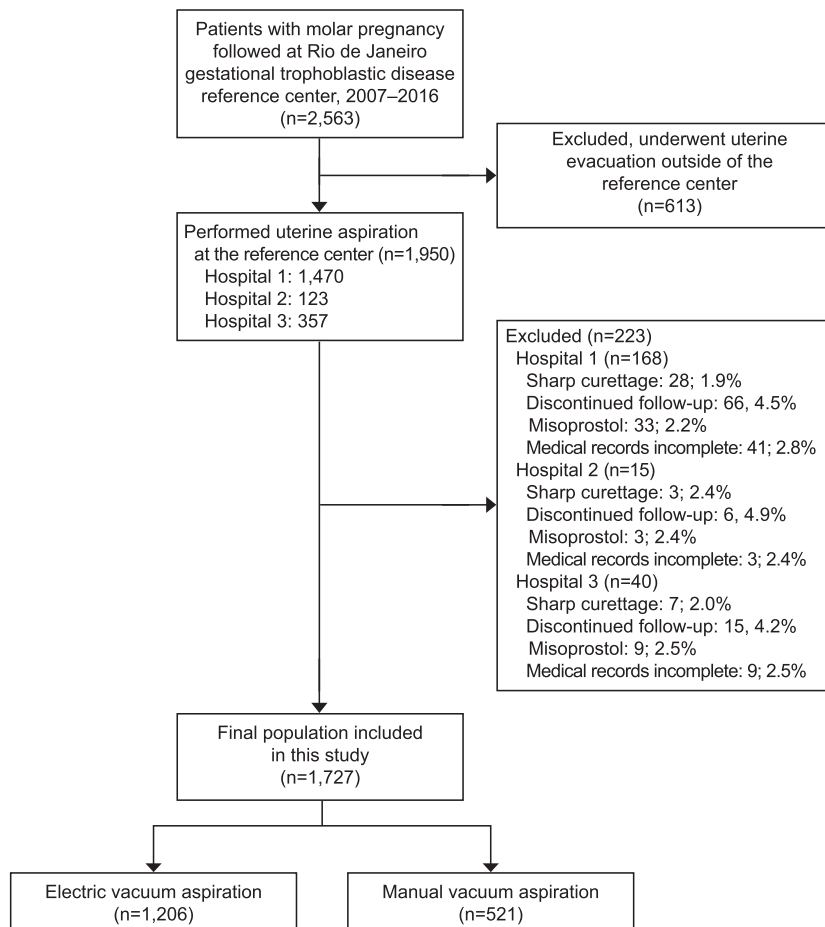 Patients with molar pregnancy
followed at Rio de Janeiro
gestational trophoblastic disease
reference center, 2007–2016
(n=2,563)
Excluded, underwent uterine
evacuation outside of the
reference center
(n=613)
Performed uterine aspiration
at the reference center (n=1,950)
Hospital 1: 1,470
Hospital 2: 123
Hospital 3: 357
Excluded (n=223)
Hospital 1 (n=168)
Sharp curettage: 28; 1.9%
Discontinued follow-up: 66, 4.5%
Misoprostol: 33; 2.2%
Medical records incomplete: 41; 2.8%
Hospital 2 (n=15)
Sharp curettage: 3; 2.4%
Discontinued follow-up: 6, 4.9%
Misoprostol: 3; 2.4%
Medical records incomplete: 3; 2.4%
Hospital 3 (n=40)
Sharp curettage: 7; 2.0%
Discontinued follow-up: 15, 4.2%
Misoprostol: 9; 2.5%
Medical records incomplete: 9; 2.5%
Final population included
in this study
(n=1,727)
Electric vacuum aspiration
(n=1,206)
Manual vacuum aspiration
(n=521)